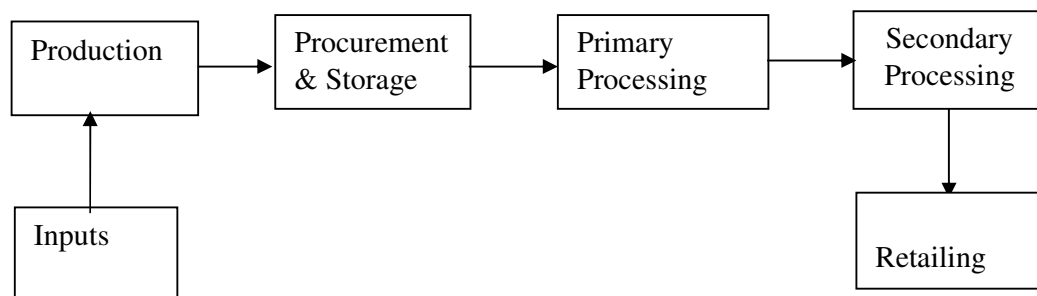 Production
Procurement
& Storage
Primary
Processing
Secondary
Processing
Inputs
Retailing